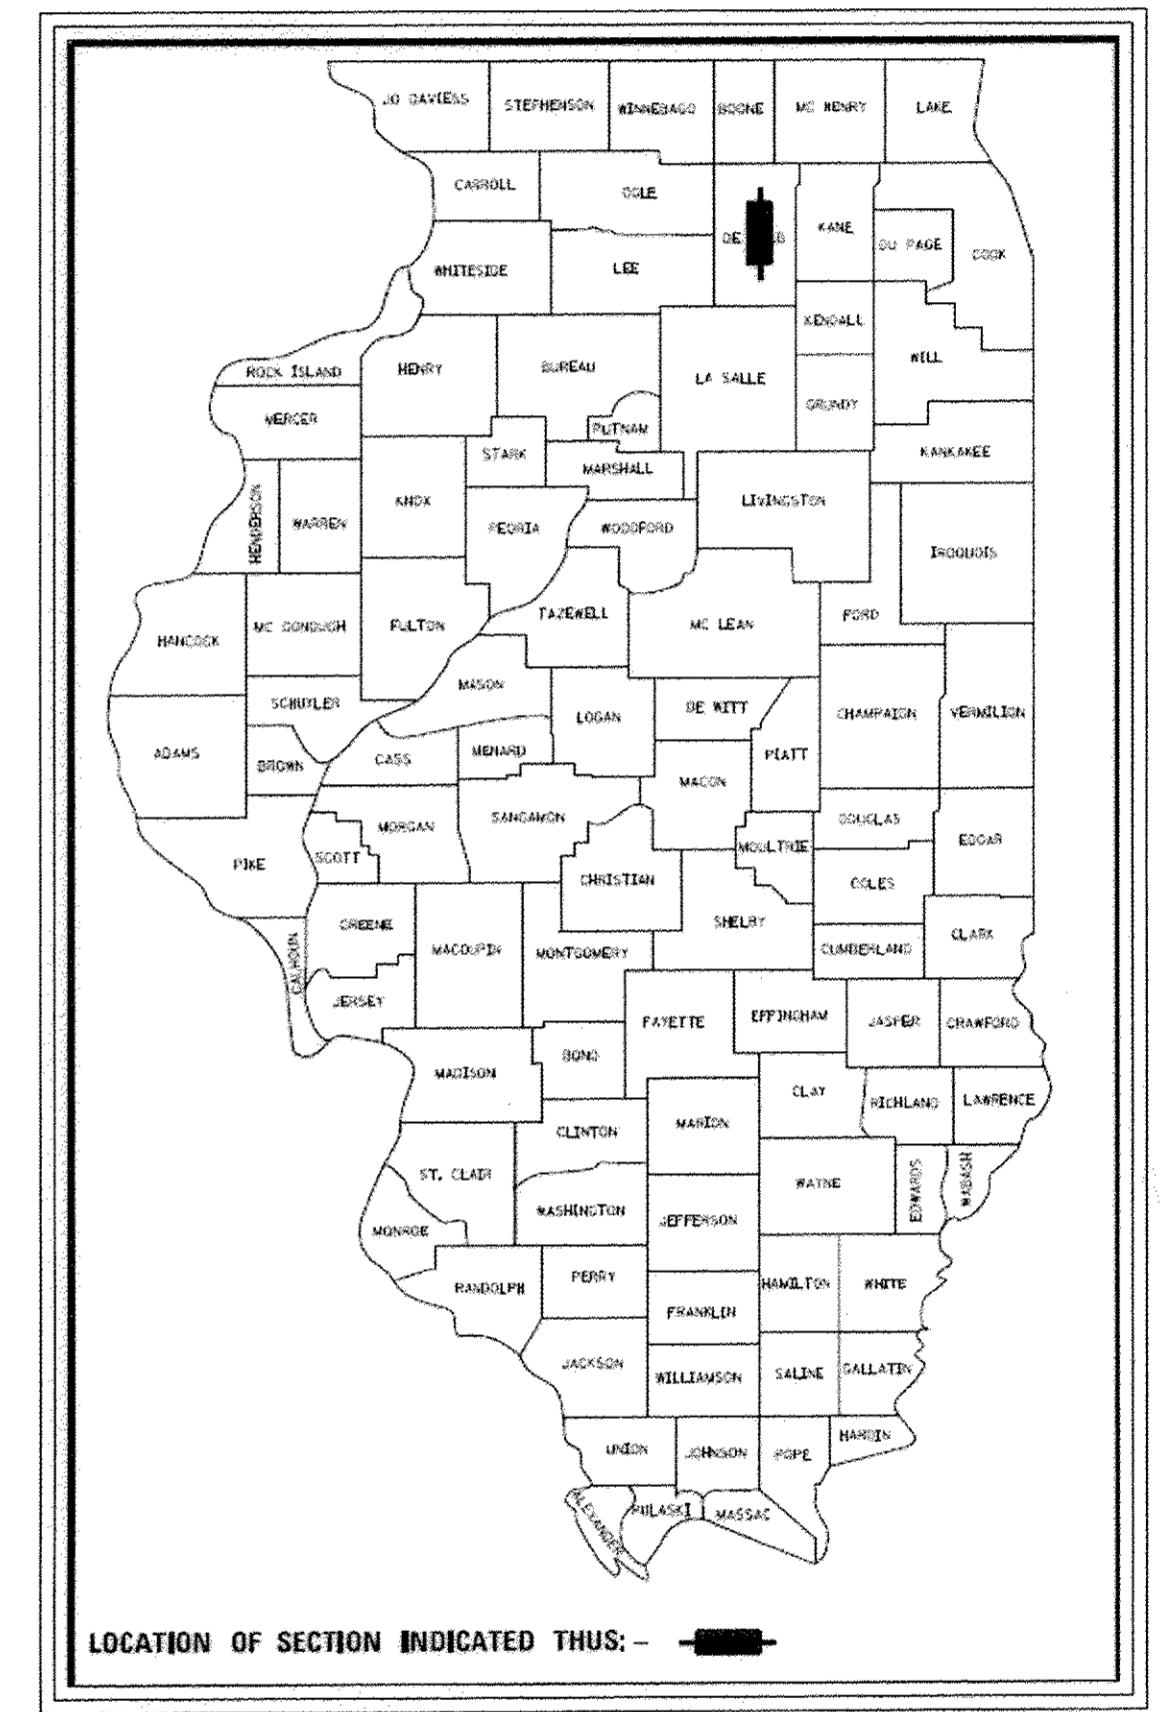 JO DAVIESS
STEPHENSON
WINNEBAGO
BOONE
MC HENRY
LAKE
CARROLL
OGLE
KANE
DU PAGE
COOK
WHITESIDE
LEE
KENDALL
WILL
ROCK ISLAND
HENRY
BUREAU
LA SALLE
GRUNDY
MERCER
PUTNAM
STARK
MARSHALL
KANKAKEE
HENDERSON
WARREN
KNOX
PEORIA
WOODFORD
LIVINGSTON
IROQUOIS
HANCOCK
MC DONOUGH
FULTON
TAZEWELL
MC LEAN
FORD
SCHUYLER
MASON
LOGAN
DE WITT
CHAMPAIGN
VERMILION
ADAMS
BROWN
CASS
MENARD
MACON
PIATT
MORGAN
SANGAMON
DOUGLAS
EDGAR
PIKE
SCOTT
CHRISTIAN
MOULTRIE
COLES
SHELBY
CALHOUN
GREENE
MACOUPIN
MONTGOMERY
CUMBERLAND
CLARK
JERSEY
FAYETTE
EFFINGHAM
JASPER
CRAWFORD
MADISON
BOND
CLAY
RICHLAND
LAWRENCE
CLINTON
MARION
ST. CLAIR
WAYNE
EDWARDS
WABASH
MONROE
WASHINGTON
JEFFERSON
RANDOLPH
PERRY
FRANKLIN
HAMILTON
WHITE
JACKSON
WILLIAMSON
SALINE
GALLATIN
UNION
JOHNSON
POPE
HARDIN
ALEXANDER
PULASKI
MASSAC
LOCATION OF SECTION INDICATED THUS:-